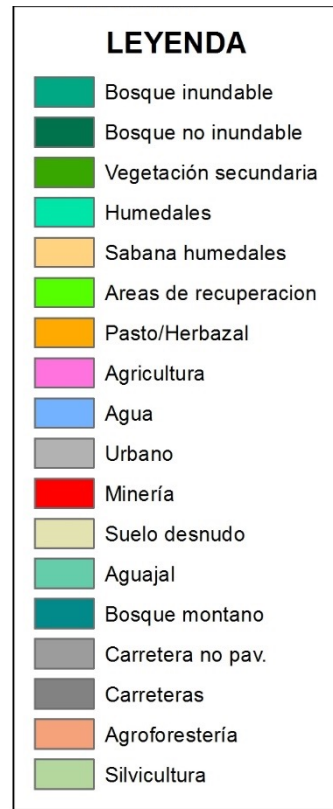 LEYENDA
Bosque inundable
Bosque no inundable
Vegetación secundaria
Humedales
Sabana humedales
Areas de recuperacion
Pasto/Herbazal
Agricultura
Agua
Urbano
Minería
Suelo desnudo
Aguajal
Bosque montano
Carretera no pav.
Carreteras
Agroforestería
Silvicultura